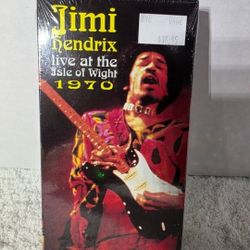 Jimi
Hendrix
live at the
Isle of Wight
1970